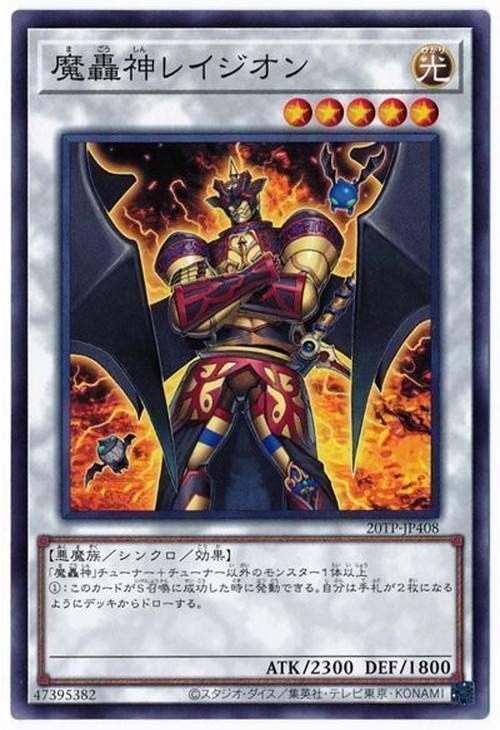 魔轟神レイジオン
光
20TP-JP408
【悪魔族／シンクロ／効果】
「魔轟神」チューナー＋チューナー以外のモンスター１体以上
①：このカードがＳ召喚に成功した時に発動できる。自分は手札が２枚になる
ようにデッキからドローする。
ATK/2300 DEF/1800
47395382
©スタジオ・ダイス／集英社・テレビ東京・KONAMI